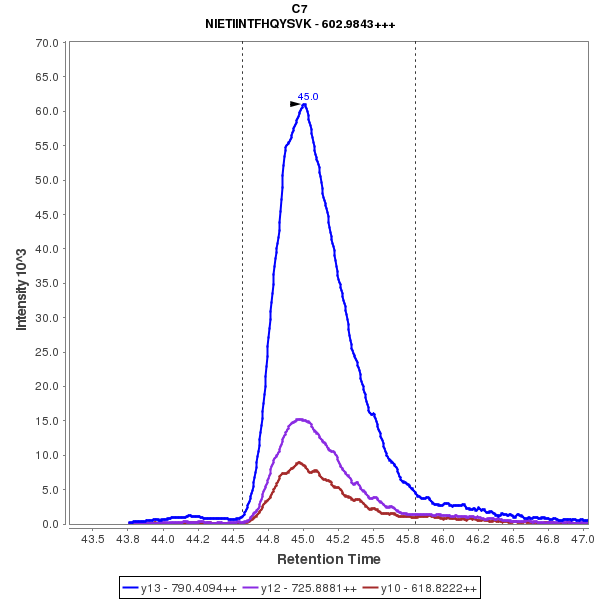 C7
NIETIINTFHQYSVK - 602.9843+++
70.0
65.0
60.0
55.0
50.0
45.0
40.0
35.0
30.0
25.0
20.0
15.0
10.0
5.0
0.0
Intensity 10^3
45.0
43.5 43.8 44.0 44.2 44.5 44.8 45.0 45.2 45.5 45.8 46.0 46.2 46.5 46.8 47.0
Retention Time
y13 - 790.4094++ y12 - 725.8881++ y10 - 618.8222++